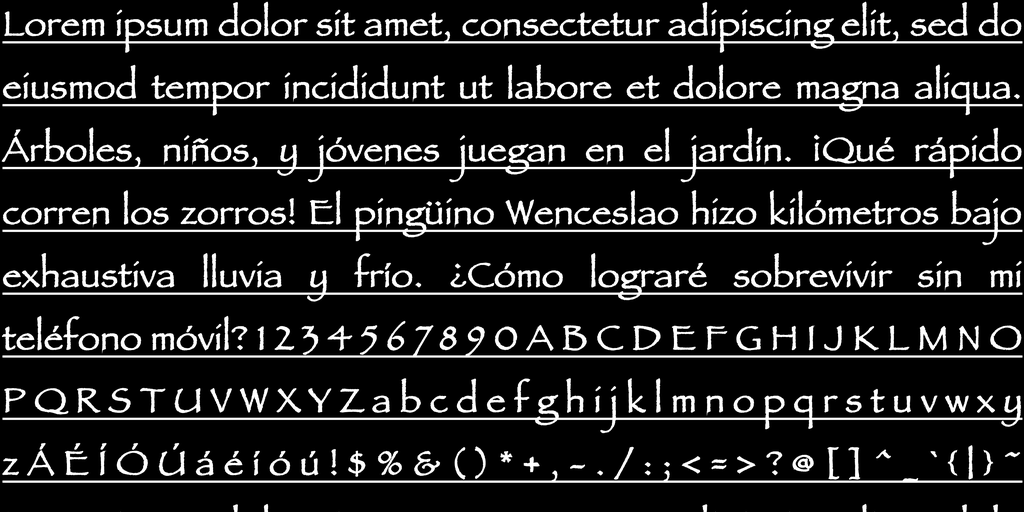 Lorem ipsum dolor sit amet, consectetur adipiscing elit, sed do
eiusmod tempor incididunt ut labore et dolore magna aliqua.
Árboles, niños, y jóvenes juegan en el jardín. ¡Qué rápido
corren los zorros! El pingüino Wenceslao hizo kilómetros bajo
exhaustiva lluvia y frío. ¿Cómo lograré sobrevivir sin mi
teléfono móvil? 1 2 3 4 5 6 7 8 9 0 A B C D E F G H I J K L M N O
P Q R S T U V W X Y Z a b c d e f g h i j k l m n o p q r s t u v w x y
z Á É Í Ó Ú á é í ó ú ! $ % & ( ) * + , - . / : ; < = > ? @ [ ] ^ _ ` { | } ~